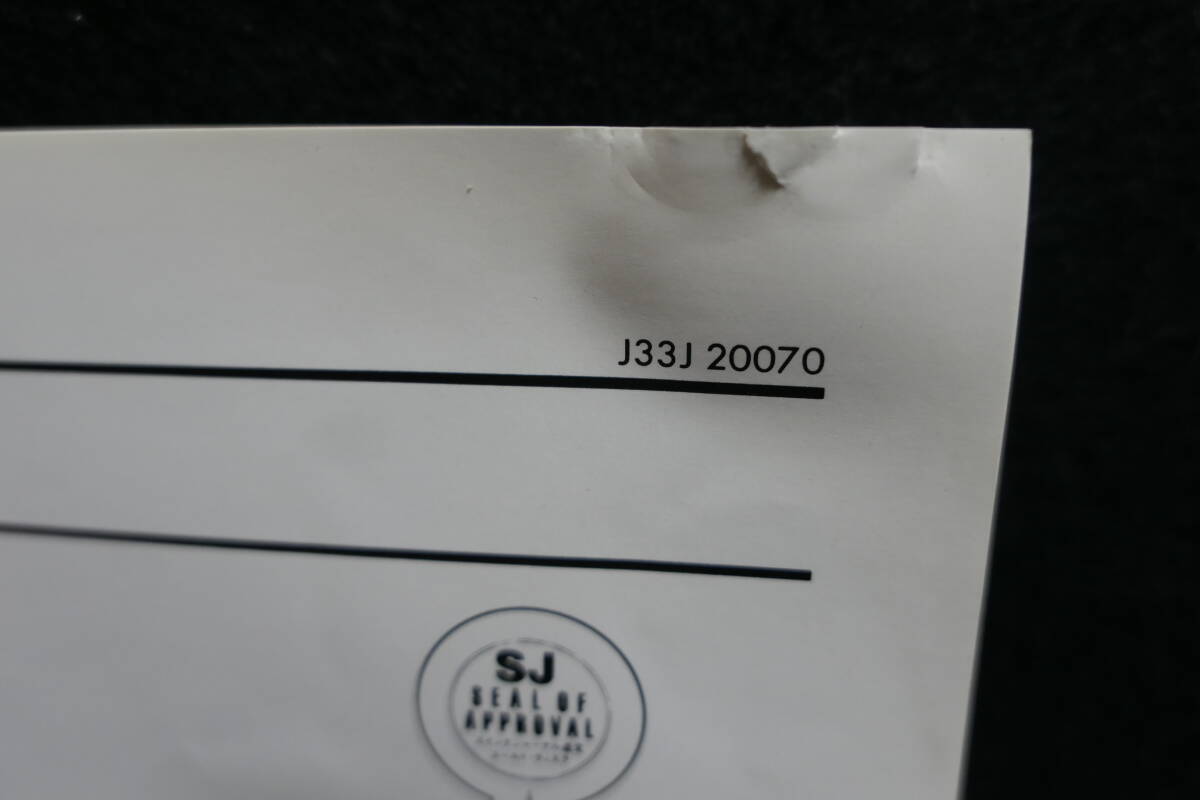 J33J 20070
SJ
SEAL OF
APPROVAL